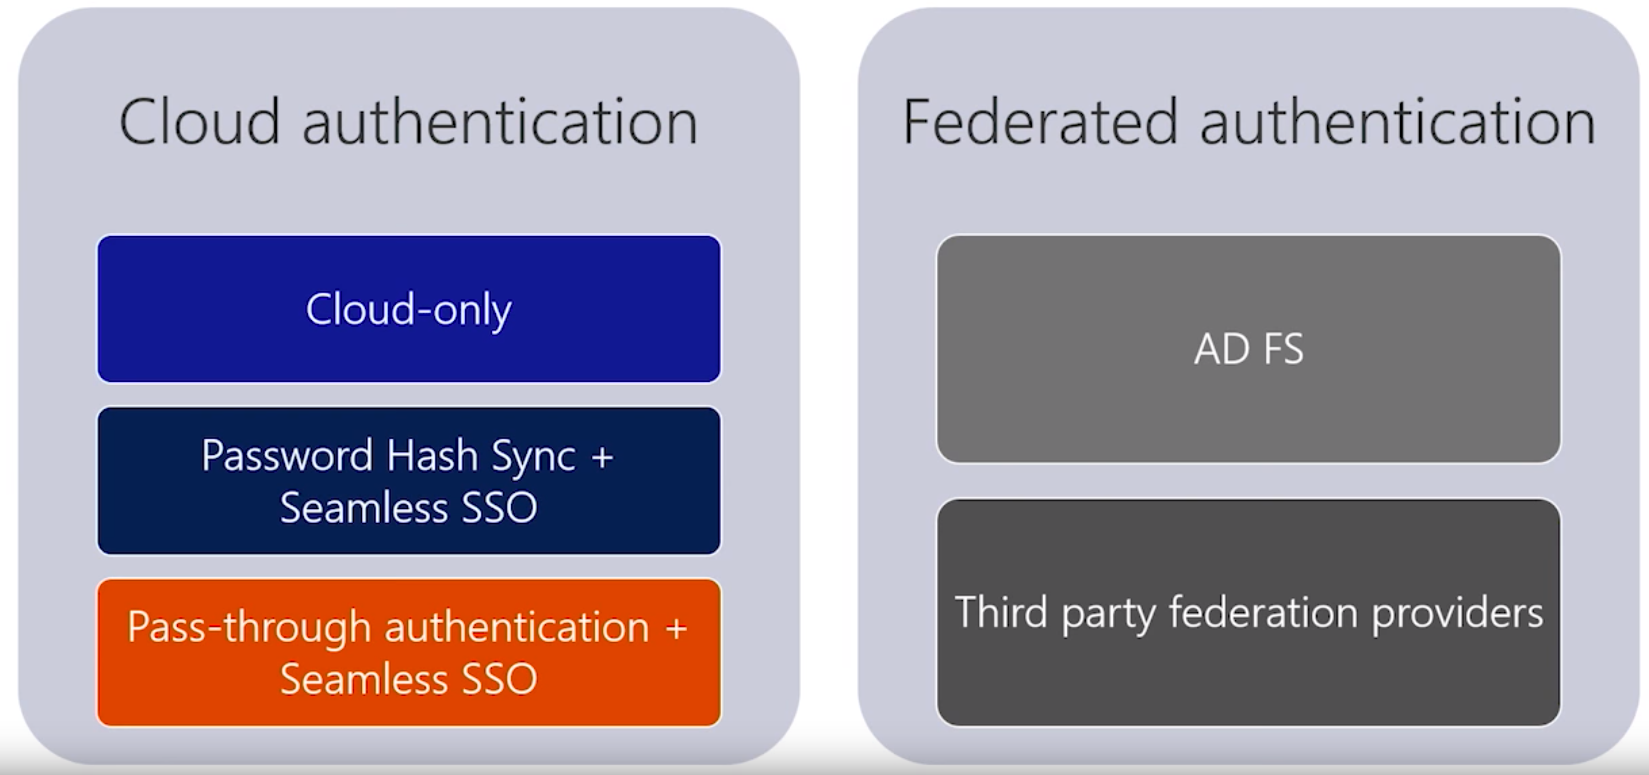 Cloud authentication
Cloud-only
Password Hash Sync +
Seamless SSO
Pass-through authentication +
Seamless SSO
Federated authentication
AD FS
Third party federation providers